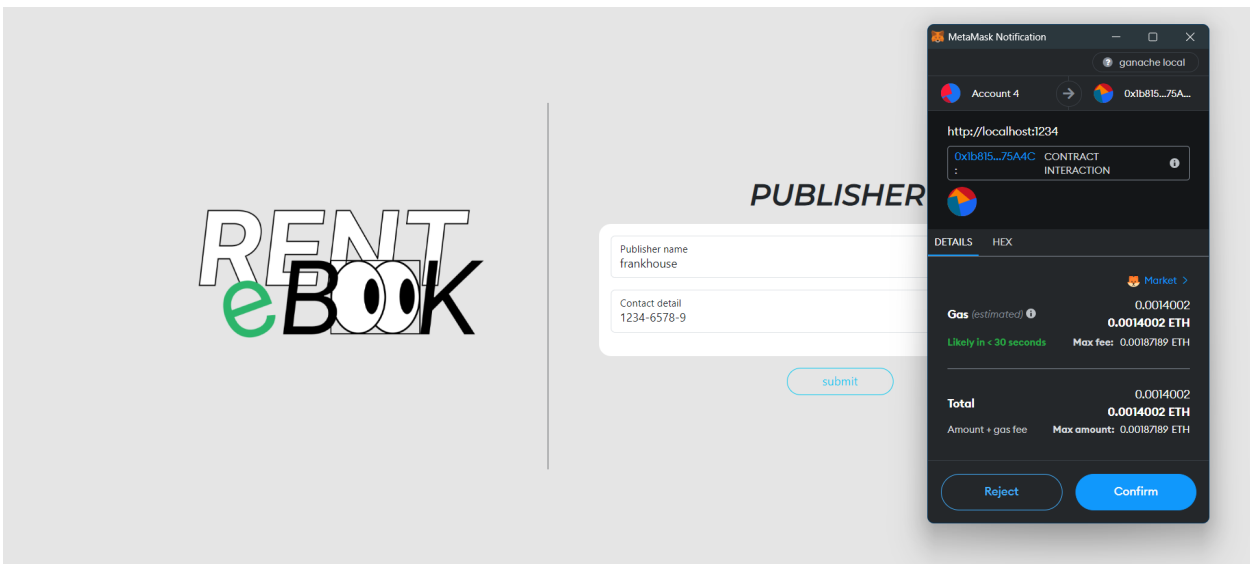 RENT
eBOOK
PUBLISHER
Publisher name
frankhouse
Contact detail
1234-6578-9
submit
MetaMask Notification
ganache local
Account 4
0x1b815...75A...
http://localhost:1234
0x1b815...75A4C CONTRACT
: INTERACTION
DETAILS HEX
Market >
0.0014002
Gas (estimated) 0.0014002 ETH
Likely in < 30 seconds Max fee: 0.00187189 ETH
0.0014002
Total 0.0014002 ETH
Amount + gas fee Max amount: 0.00187189 ETH
Reject Confirm